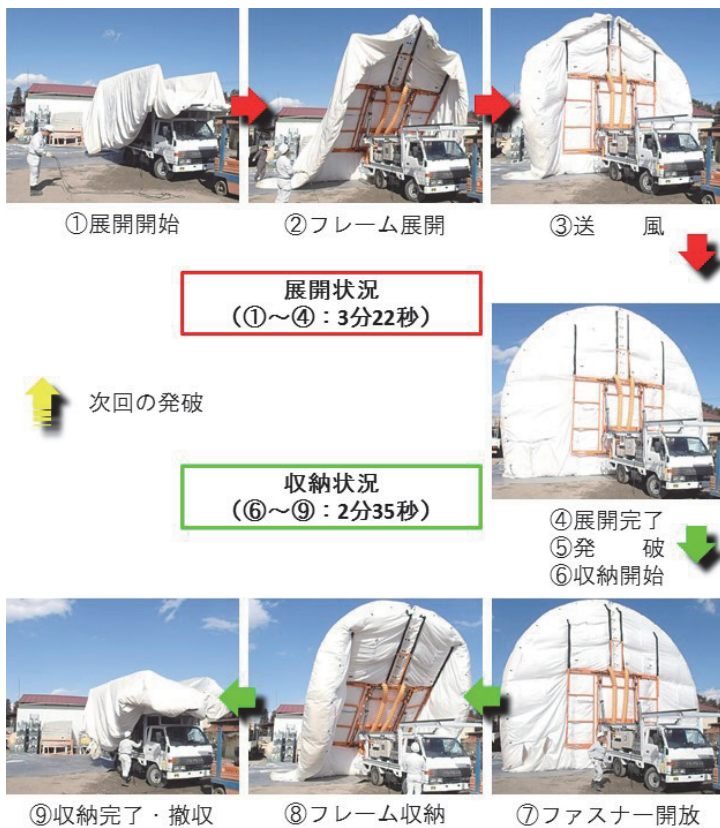 ①展開開始
②フレーム展開
③送　風
展開状況
（①～④：3分22秒）
次回の発破
収納状況
（⑥～⑨：2分35秒）
④展開完了
⑤発　破
⑥収納開始
⑨収納完了・撤収
⑧フレーム収納
⑦ファスナー開放